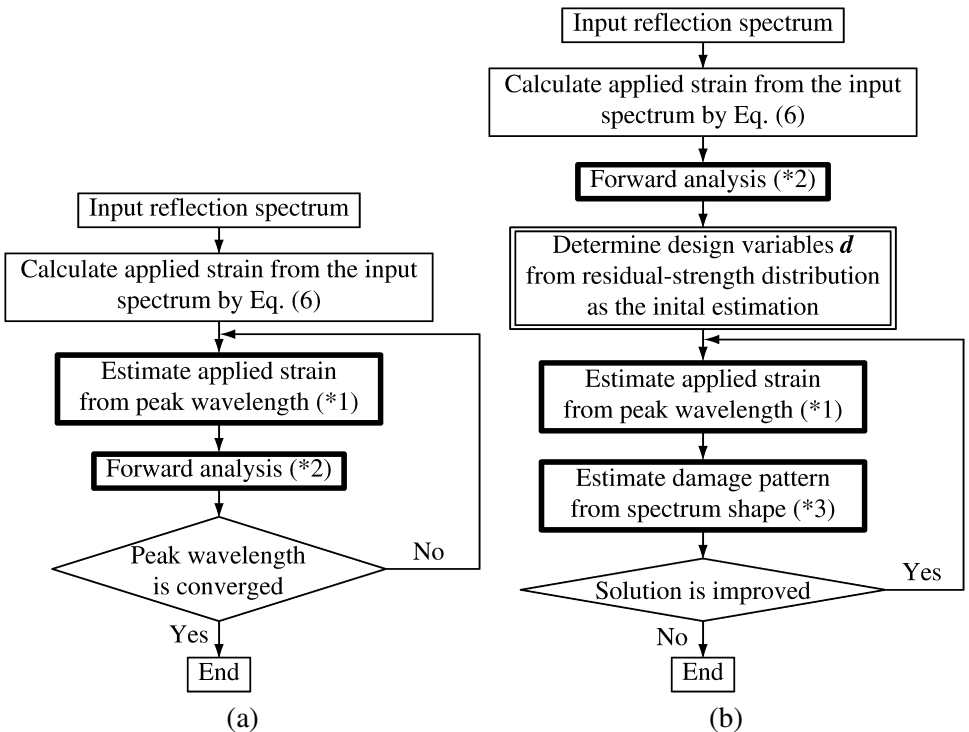 Input reflection spectrum
Calculate applied strain from the input
spectrum by Eq. (6)
Estimate applied strain
from peak wavelength (*1)
Forward analysis (*2)
Peak wavelength
is converged
No
Yes
End
(a)
Input reflection spectrum
Calculate applied strain from the input
spectrum by Eq. (6)
Forward analysis (*2)
Determine design variables d
from residual-strength distribution
as the inital estimation
Estimate applied strain
from peak wavelength (*1)
Estimate damage pattern
from spectrum shape (*3)
Solution is improved
Yes
No
End
(b)